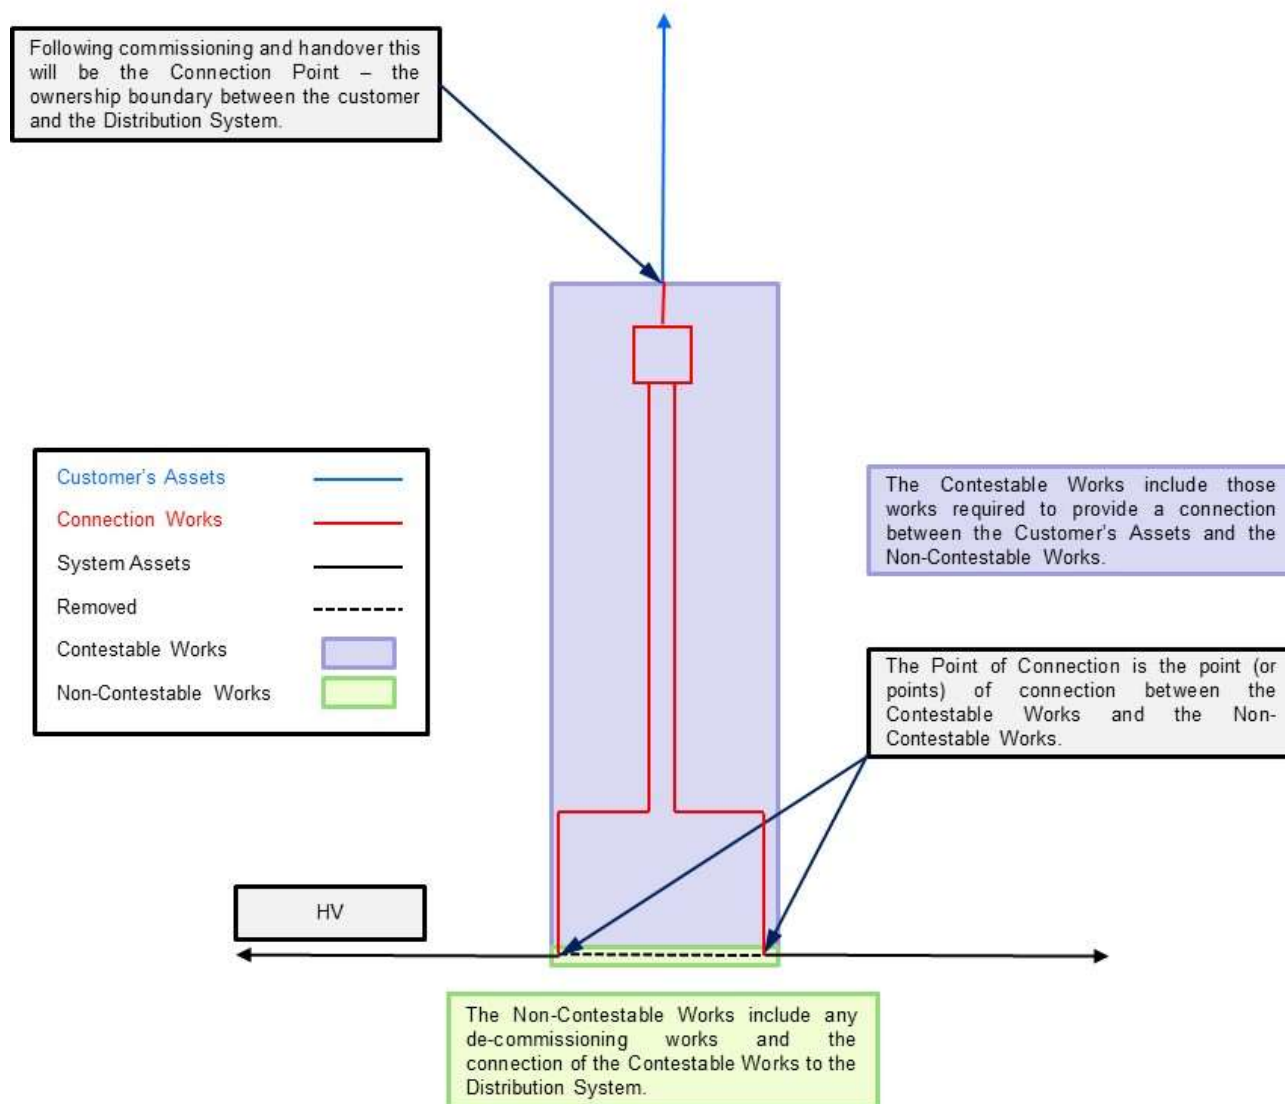 Following commissioning and handover this
will be the Connection Point – the
ownership boundary between the customer
and the Distribution System.
Customer's Assets
Connection Works
System Assets
Removed
Contestable Works
Non-Contestable Works
The Contestable Works include those
works required to provide a connection
between the Customer's Assets and the
Non-Contestable Works.
The Point of Connection is the point (or
points) of connection between the
Contestable Works and the Non-
Contestable Works.
HV
The Non-Contestable Works include any
de-commissioning works and the
connection of the Contestable Works to the
Distribution System.